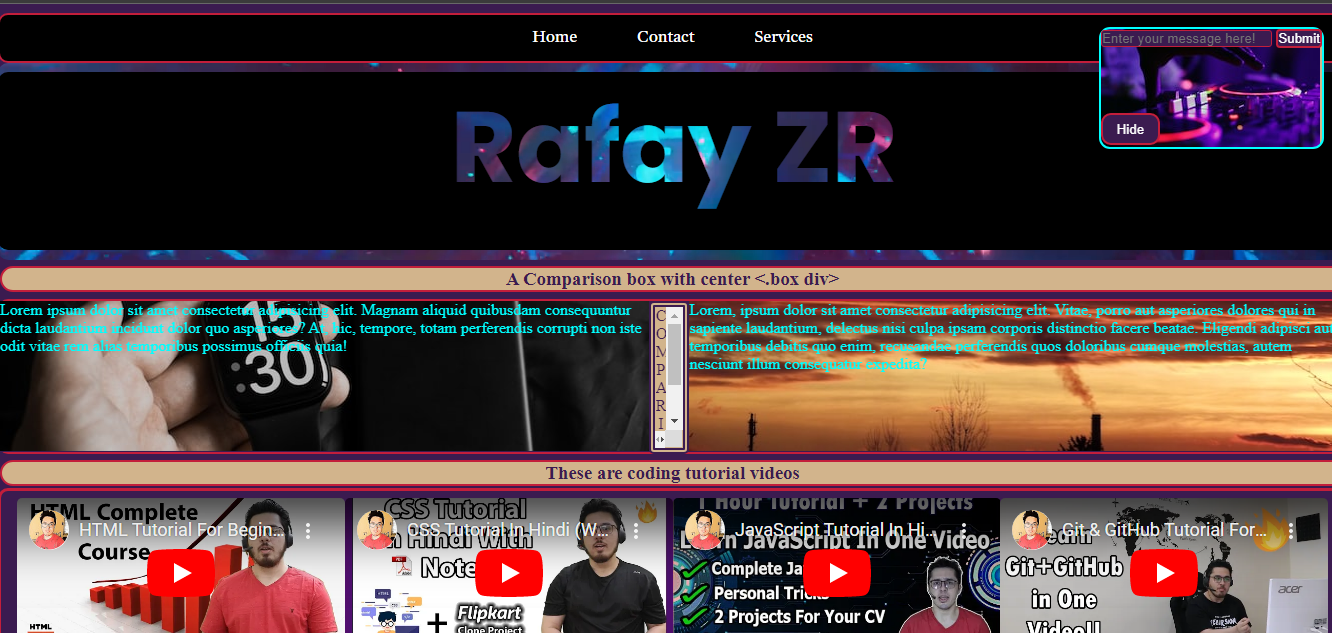 Home Contact Services
Enter your message here! Submit
Hide
Rafay ZR
A Comparison box with center <.box div>
Lorem ipsum dolor sit amet consectetur adipisicing elit. Magnam aliquid quibusdam consequuntur
dicta laudantium incidunt dolor quo asperiores? At hic, tempore, totam perferendis corrupti non iste
odit vitae rem alias temporibus possimus officiis quia!
30
C
O
M
P
A
R
I
Lorem, ipsum dolor sit amet consectetur adipisicing elit. Vitae, porro aut asperiores dolores qui in
sapiente laudantium, delectus nisi culpa ipsam corporis distinctio facere beatae. Eligendi adipisci aut
temporibus debitis quo enim, recusandae perferendis quos doloribus cumque molestias, autem
nesciunt illum consequatur expedita?
These are coding tutorial videos
HTML Complete
Course
HTML Tutorial For Begin...
HTML
CSS Tutorial
In Hindi With
Note
CSS Tutorial In Hindi (W...
HTML
+ Flipkart
Clone Project
1 Hour Tutorial + 2 Projects
Learn JavaScript In One Video
JavaScript Tutorial In Hi...
Complete Ja
Personal Tricks
2 Projects For Your CV
Git & GitHub Tutorial For...
Git+GitHub
in One
Video!!
acer